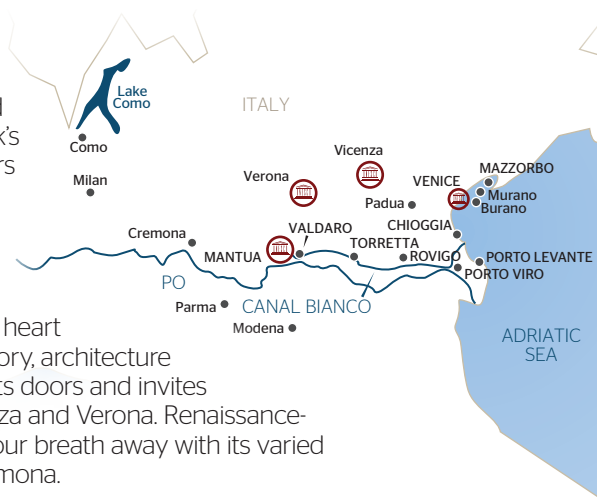 Lake
Como
ITALY
k's
rs
Como
Milan
Vicenza
Verona
VENICE
MAZZORBO
Murano
Burano
Padua
CHIOGGIA
Cremona
VALDARO
TORRETTA
MANTUA
ROVIGO
PORTO LEVANTE
PORTO VIRO
PO
Parma
CANAL BIANCO
Modena
ADRIATIC
SEA
heart
ory, architecture
ts doors and invites
za and Verona. Renaissance-
our breath away with its varied
mona.